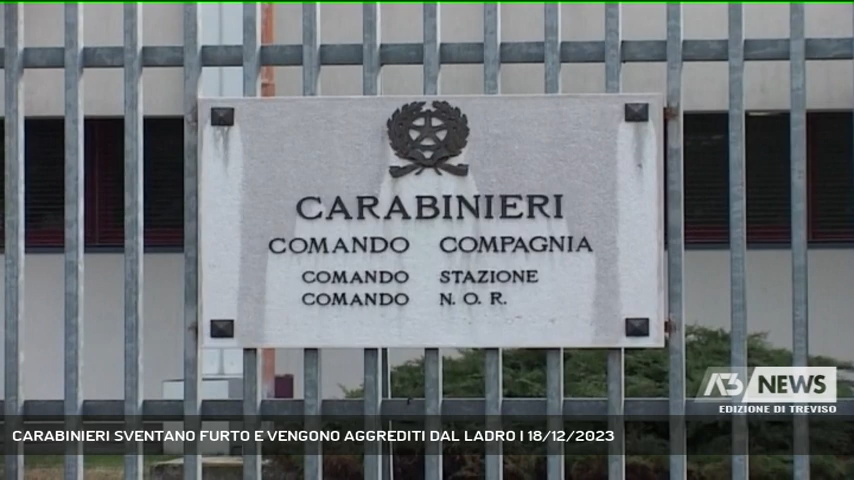 CARABINIERI
COMANDO COMPAGNIA
COMANDO STAZIONE
COMANDO N. O. R.
A3 NEWS
EDIZIONE DI TREVISO
CARABINIERI SVENTANO FURTO E VENGONO AGGREDITI DAL LADRO | 18/12/2023